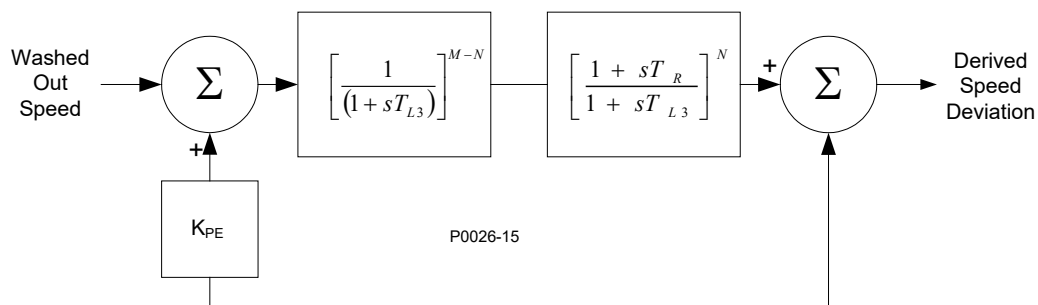 Washed
Out
Speed
Σ
+
K_PE
[1 / (1 + sT_L3)]^M−N
[1 + sT_R / 1 + sT_L3]^N
+
Σ
Derived
Speed
Deviation
P0026-15